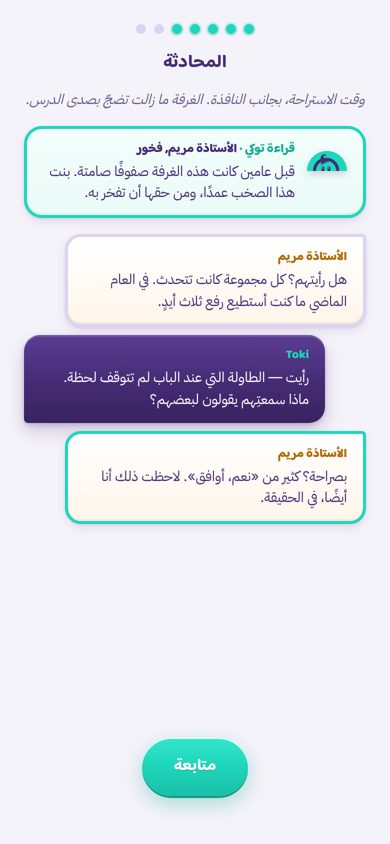 المحادثة
وقت الاستراحة، بجانب النافذة. الغرفة ما زالت تضجّ بصدى الدرس.
قراءة توكي · الأستاذة مريم, فخور
قبل عامين كانت هذه الغرفة صفوفًا صامتة. بنت
هذا الصخب عمدًا، ومن حقها أن تفخر به.
الأستاذة مريم
هل رأيتهم؟ كل مجموعة كانت تتحدث. في العام
الماضي ما كنت أستطيع رفع ثلاث أيدٍ.
Toki
رأيت — الطاولة التي عند الباب لم تتوقف لحظة.
ماذا سمعتِهم يقولون لبعضهم؟
الأستاذة مريم
بصراحة؟ كثير من «نعم، أوافق». لاحظت ذلك أنا
أيضًا، في الحقيقة.
متابعة